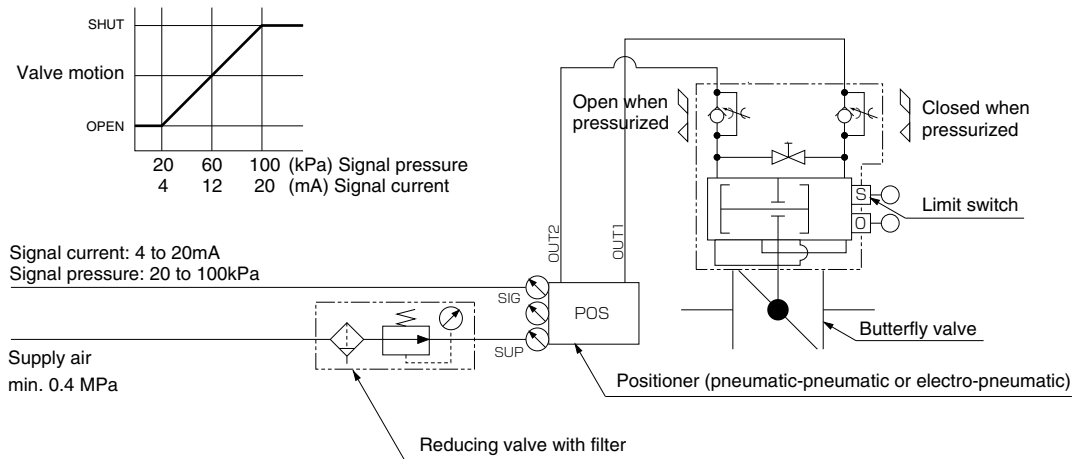 SHUT
Valve motion
OPEN
20 60 100 (kPa) Signal pressure
4 12 20 (mA) Signal current
Open when
pressurized
Closed when
pressurized
S
O
Limit switch
OUT2
OUT1
Signal current: 4 to 20mA
Signal pressure: 20 to 100kPa
SIG
POS
SUP
Butterfly valve
Supply air
min. 0.4 MPa
Positioner (pneumatic-pneumatic or electro-pneumatic)
Reducing valve with filter